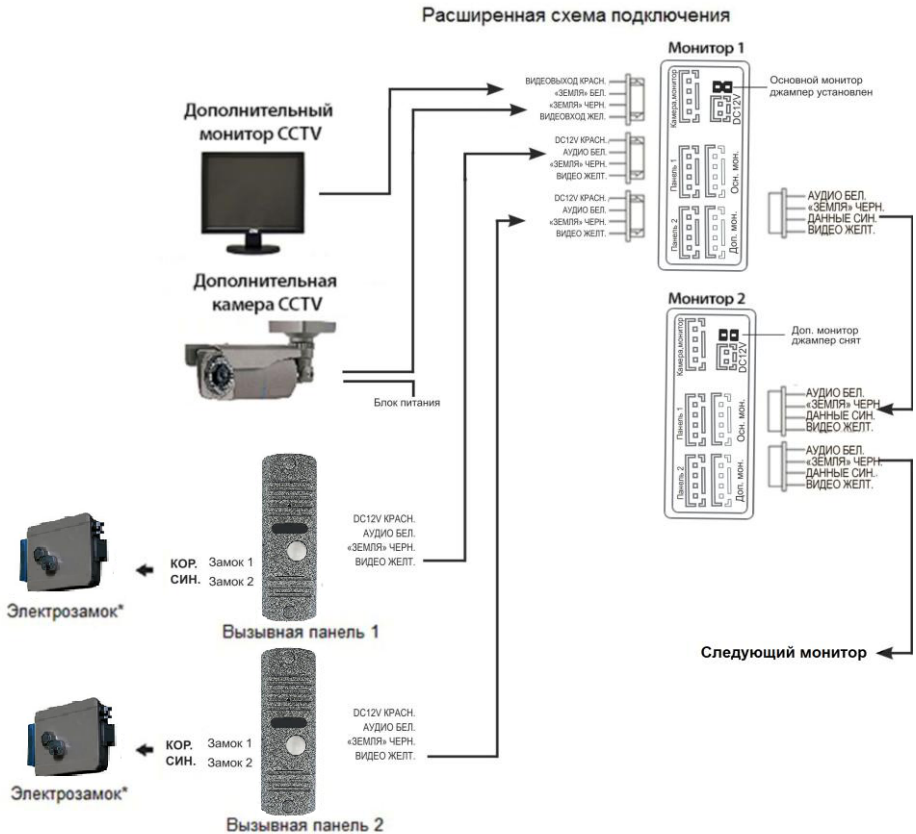 Расширенная схема подключения
Монитор 1
Дополнительный
монитор CCTV
ВИДЕОВЫХОД КРАСН.
«ЗЕМЛЯ» БЕЛ.
«ЗЕМЛЯ» ЧЕРН.
ВИДЕОВХОД ЖЕЛ.
DC12V КРАСН.
АУДИО БЕЛ.
«ЗЕМЛЯ» ЧЕРН.
ВИДЕО ЖЕЛТ.
DC12V КРАСН.
АУДИО БЕЛ.
«ЗЕМЛЯ» ЧЕРН.
ВИДЕО ЖЕЛТ.
Камера,монитор
DC12V
Панель 1
Осн. мон.
Панель 2
Доп. мон.
Основной монитор
джампер установлен
АУДИО БЕЛ.
«ЗЕМЛЯ» ЧЕРН.
ДАННЫЕ СИН.
ВИДЕО ЖЕЛТ.
Дополнительная
камера CCTV
Блок питания
Монитор 2
Камера,монитор
DC12V
Панель 1
Осн. мон.
Панель 2
Доп. мон.
Доп. монитор
джампер снят
АУДИО БЕЛ.
«ЗЕМЛЯ» ЧЕРН.
ДАННЫЕ СИН.
ВИДЕО ЖЕЛТ.
АУДИО БЕЛ.
«ЗЕМЛЯ» ЧЕРН.
ДАННЫЕ СИН.
ВИДЕО ЖЕЛТ.
DC12V КРАСН.
АУДИО БЕЛ.
«ЗЕМЛЯ» ЧЕРН.
ВИДЕО ЖЕЛТ.
КОР. Замок 1
СИН. Замок 2
Электрозамок*
Вызывная панель 1
Следующий монитор
DC12V КРАСН.
АУДИО БЕЛ.
«ЗЕМЛЯ» ЧЕРН.
ВИДЕО ЖЕЛТ.
КОР. Замок 1
СИН. Замок 2
Электрозамок*
Вызывная панель 2